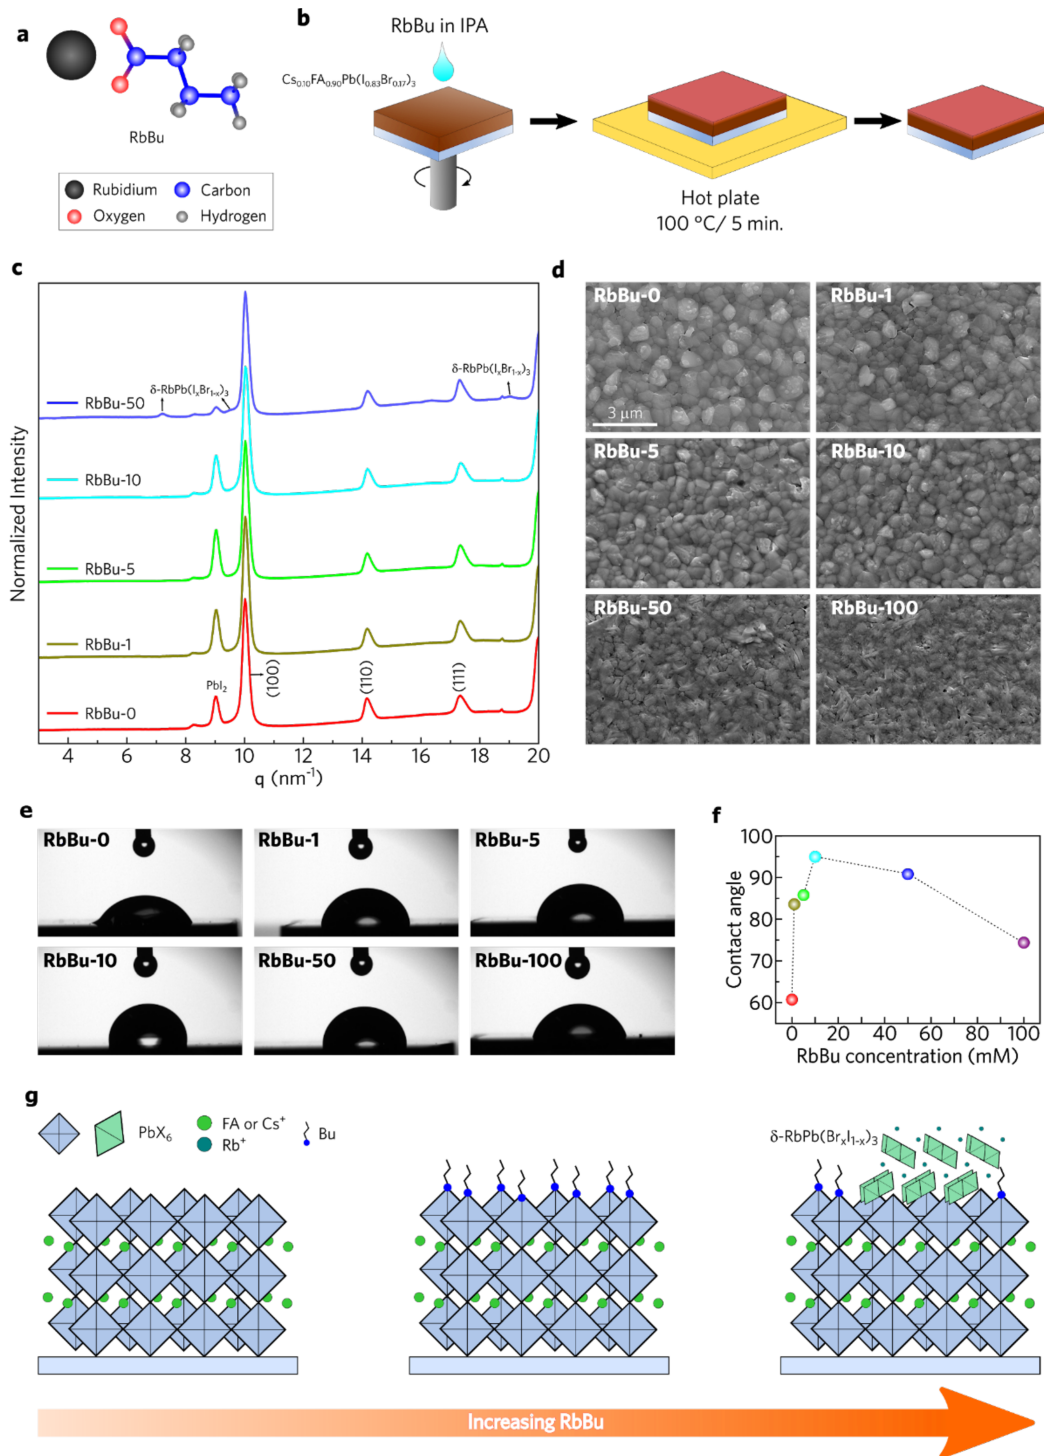 a
RbBu
Rubidium
Carbon
Oxygen
Hydrogen
b
RbBu in IPA
Cs0.10FA0.90Pb(I0.83Br0.17)3
Hot plate
100 ºC/ 5 min.
c
Normalized Intensity
δ-RbPb(IxBr1-x)3
δ-RbPb(IxBr1-x)3
RbBu-50
RbBu-10
RbBu-5
RbBu-1
RbBu-0
PbI2
(100)
(110)
(111)
4 6 8 10 12 14 16 18 20
q (nm-1)
d
RbBu-0
RbBu-1
3 μm
RbBu-5
RbBu-10
RbBu-50
RbBu-100
e
RbBu-0
RbBu-1
RbBu-5
RbBu-10
RbBu-50
RbBu-100
f
Contact angle
100
90
80
70
60
0 20 40 60 80 100
RbBu concentration (mM)
g
PbX6
FA or Cs+
Rb+
Bu
δ-RbPb(BrxI1-x)3
Increasing RbBu